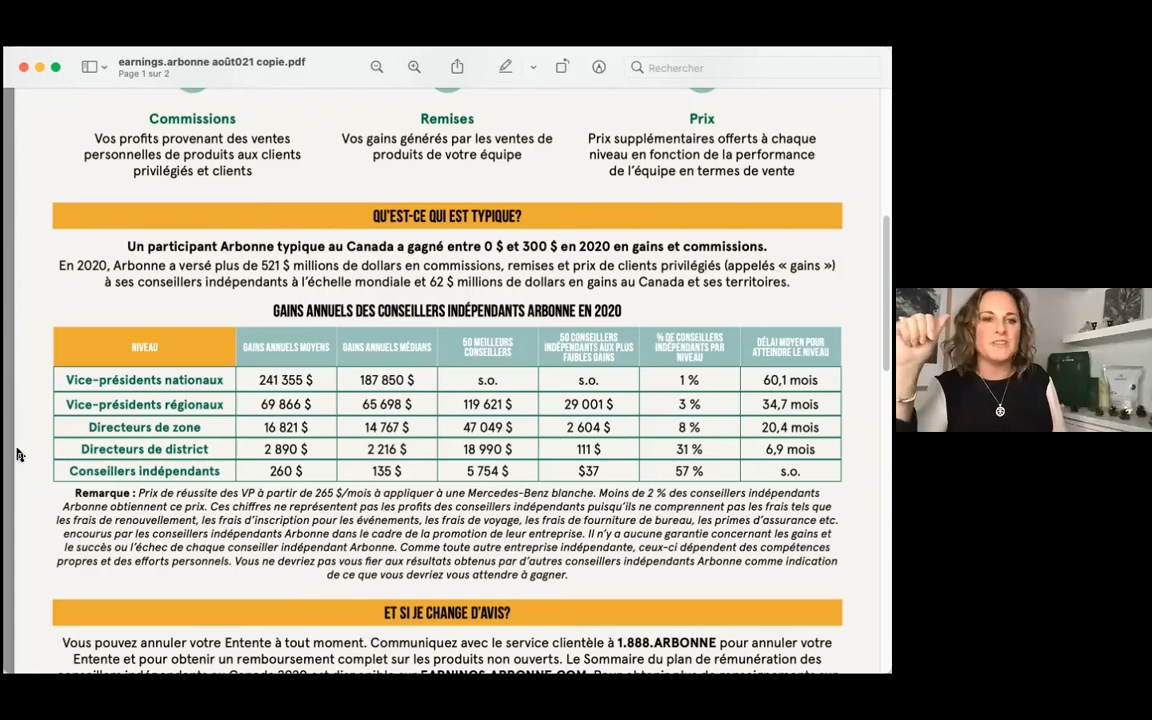 earnings.arbonne août021 copie.pdf
Page 1 sur 2
Rechercher
Commissions
Vos profits provenant des ventes
personnelles de produits aux clients
privilégiés et clients
Remises
Vos gains générés par les ventes de
produits de votre équipe
Prix
Prix supplémentaires offerts à chaque
niveau en fonction de la performance
de l'équipe en termes de vente
QU'EST-CE QUI EST TYPIQUE?
Un participant Arbonne typique au Canada a gagné entre 0 $ et 300 $ en 2020 en gains et commissions.
En 2020, Arbonne a versé plus de 521 $ millions de dollars en commissions, remises et prix de clients privilégiés (appelés « gains »)
à ses conseillers indépendants à l'échelle mondiale et 62 $ millions de dollars en gains au Canada et ses territoires.
GAINS ANNUELS DES CONSEILLERS INDÉPENDANTS ARBONNE EN 2020
NIVEAU GAINS ANNUELS MOYENS GAINS ANNUELS MÉDIANS 50 MEILLEURS CONSEILLERS 50 CONSEILLERS INDÉPENDANTS AUX PLUS FAIBLES GAINS % DE CONSEILLERS INDÉPENDANTS PAR NIVEAU DÉLAI MOYEN POUR ATTEINDRE LE NIVEAU
Vice-présidents nationaux 241 355 $ 187 850 $ s.o. s.o. 1 % 60,1 mois
Vice-présidents régionaux 69 866 $ 65 698 $ 119 621 $ 29 001 $ 3 % 34,7 mois
Directeurs de zone 16 821 $ 14 767 $ 47 049 $ 2 604 $ 8 % 20,4 mois
Directeurs de district 2 890 $ 2 216 $ 18 990 $ 111 $ 31 % 6,9 mois
Conseillers indépendants 260 $ 135 $ 5 754 $ $37 57 % s.o.
Remarque : Prix de réussite des VP à partir de 265 $/mois à appliquer à une Mercedes-Benz blanche. Moins de 2 % des conseillers indépendants
Arbonne obtiennent ce prix. Ces chiffres ne représentent pas les profits des conseillers indépendants puisqu'ils ne comprennent pas les frais tels que
les frais de renouvellement, les frais d'inscription pour les événements, les frais de voyage, les frais de fourniture de bureau, les primes d'assurance etc.
encourus par les conseillers indépendants Arbonne dans le cadre de la promotion de leur entreprise. Il n'y a aucune garantie concernant les gains et
le succès ou l'échec de chaque conseiller indépendant Arbonne. Comme toute autre entreprise indépendante, ceux-ci dépendent des compétences
propres et des efforts personnels. Vous ne devriez pas vous fier aux résultats obtenus par d'autres conseillers indépendants Arbonne comme indication
de ce que vous devriez vous attendre à gagner.
ET SI JE CHANGE D'AVIS?
Vous pouvez annuler votre Entente à tout moment. Communiquez avec le service clientèle à 1.888.ARBONNE pour annuler votre
Entente et pour obtenir un remboursement complet sur les produits non ouverts. Le Sommaire du plan de rémunération des